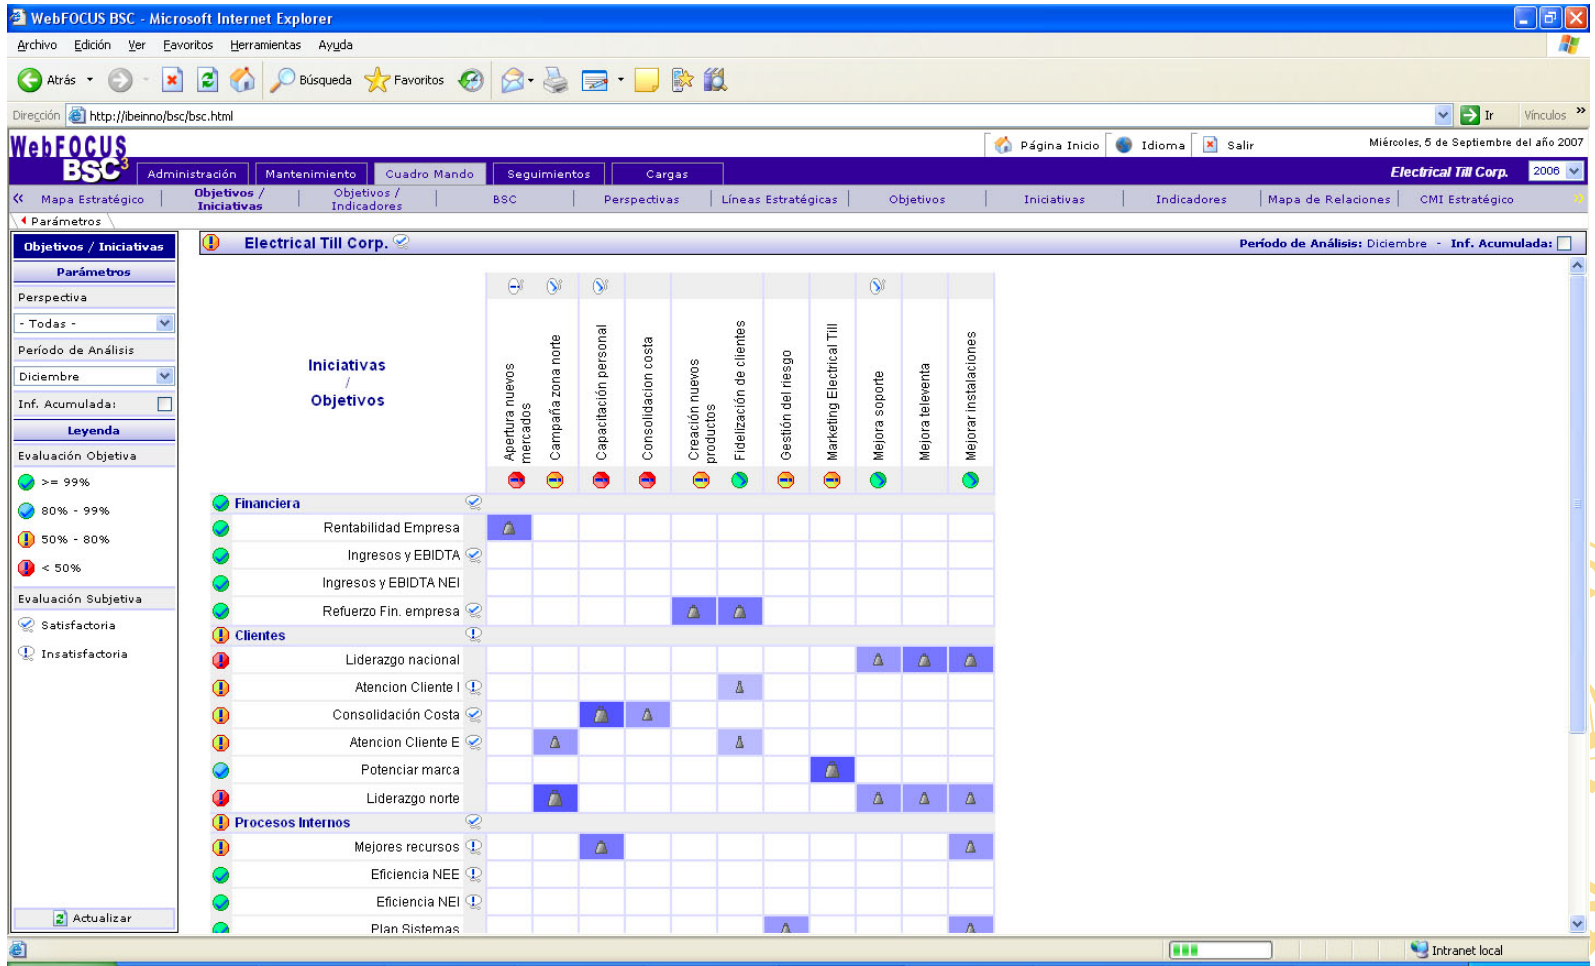 WebFOCUS BSC - Microsoft Internet Explorer
Archivo Edición Ver Favoritos Herramientas Ayuda
Atrás Búsqueda Favoritos
Dirección http://ibeinno/bsc/bsc.html Ir Vínculos »
WebFOCUS BSC3
Página Inicio Idioma Salir Miércoles, 5 de Septiembre del año 2007
Administración Mantenimiento Cuadro Mando Seguimientos Cargas Electrical Till Corp. 2006
« Mapa Estratégico Objetivos / Iniciativas Objetivos / Indicadores BSC Perspectivas Líneas Estratégicas Objetivos Iniciativas Indicadores Mapa de Relaciones CMI Estratégico »
Parámetros
Objetivos / Iniciativas
Parámetros
Perspectiva
- Todas -
Período de Análisis
Diciembre
Inf. Acumulada:
Leyenda
Evaluación Objetiva
>= 99%
80% - 99%
50% - 80%
< 50%
Evaluación Subjetiva
Satisfactoria
Insatisfactoria
Actualizar
Electrical Till Corp.
Período de Análisis: Diciembre - Inf. Acumulada:
Iniciativas
/
Objetivos
Apertura nuevos
mercados
Campaña zona norte
Capacitación personal
Consolidacion costa
Creación nuevos
productos
Fidelización de clientes
Gestión del riesgo
Marketing Electrical Till
Mejora soporte
Mejora televenta
Mejorar instalaciones
Financiera
Rentabilidad Empresa
Ingresos y EBIDTA
Ingresos y EBIDTA NEI
Refuerzo Fin. empresa
Clientes
Liderazgo nacional
Atencion Cliente I
Consolidación Costa
Atencion Cliente E
Potenciar marca
Liderazgo norte
Procesos Internos
Mejores recursos
Eficiencia NEE
Eficiencia NEI
Plan Sistemas
Intranet local